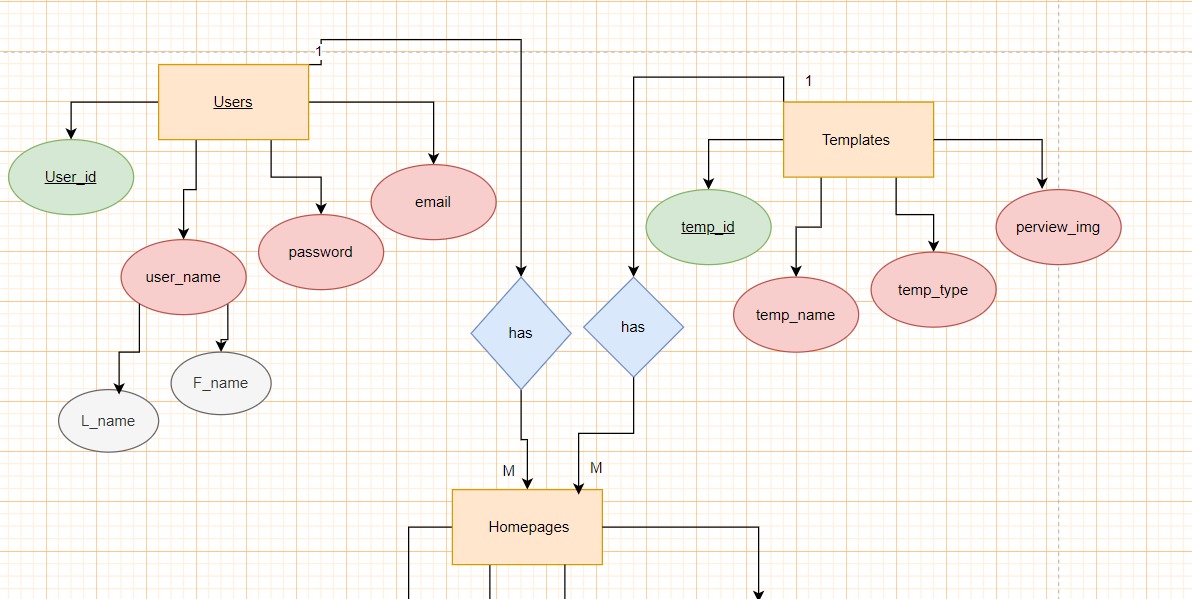 1
Users
1
Templates
User_id
email
temp_id
perview_img
password
user_name
temp_type
temp_name
has
has
F_name
L_name
M
M
Homepages